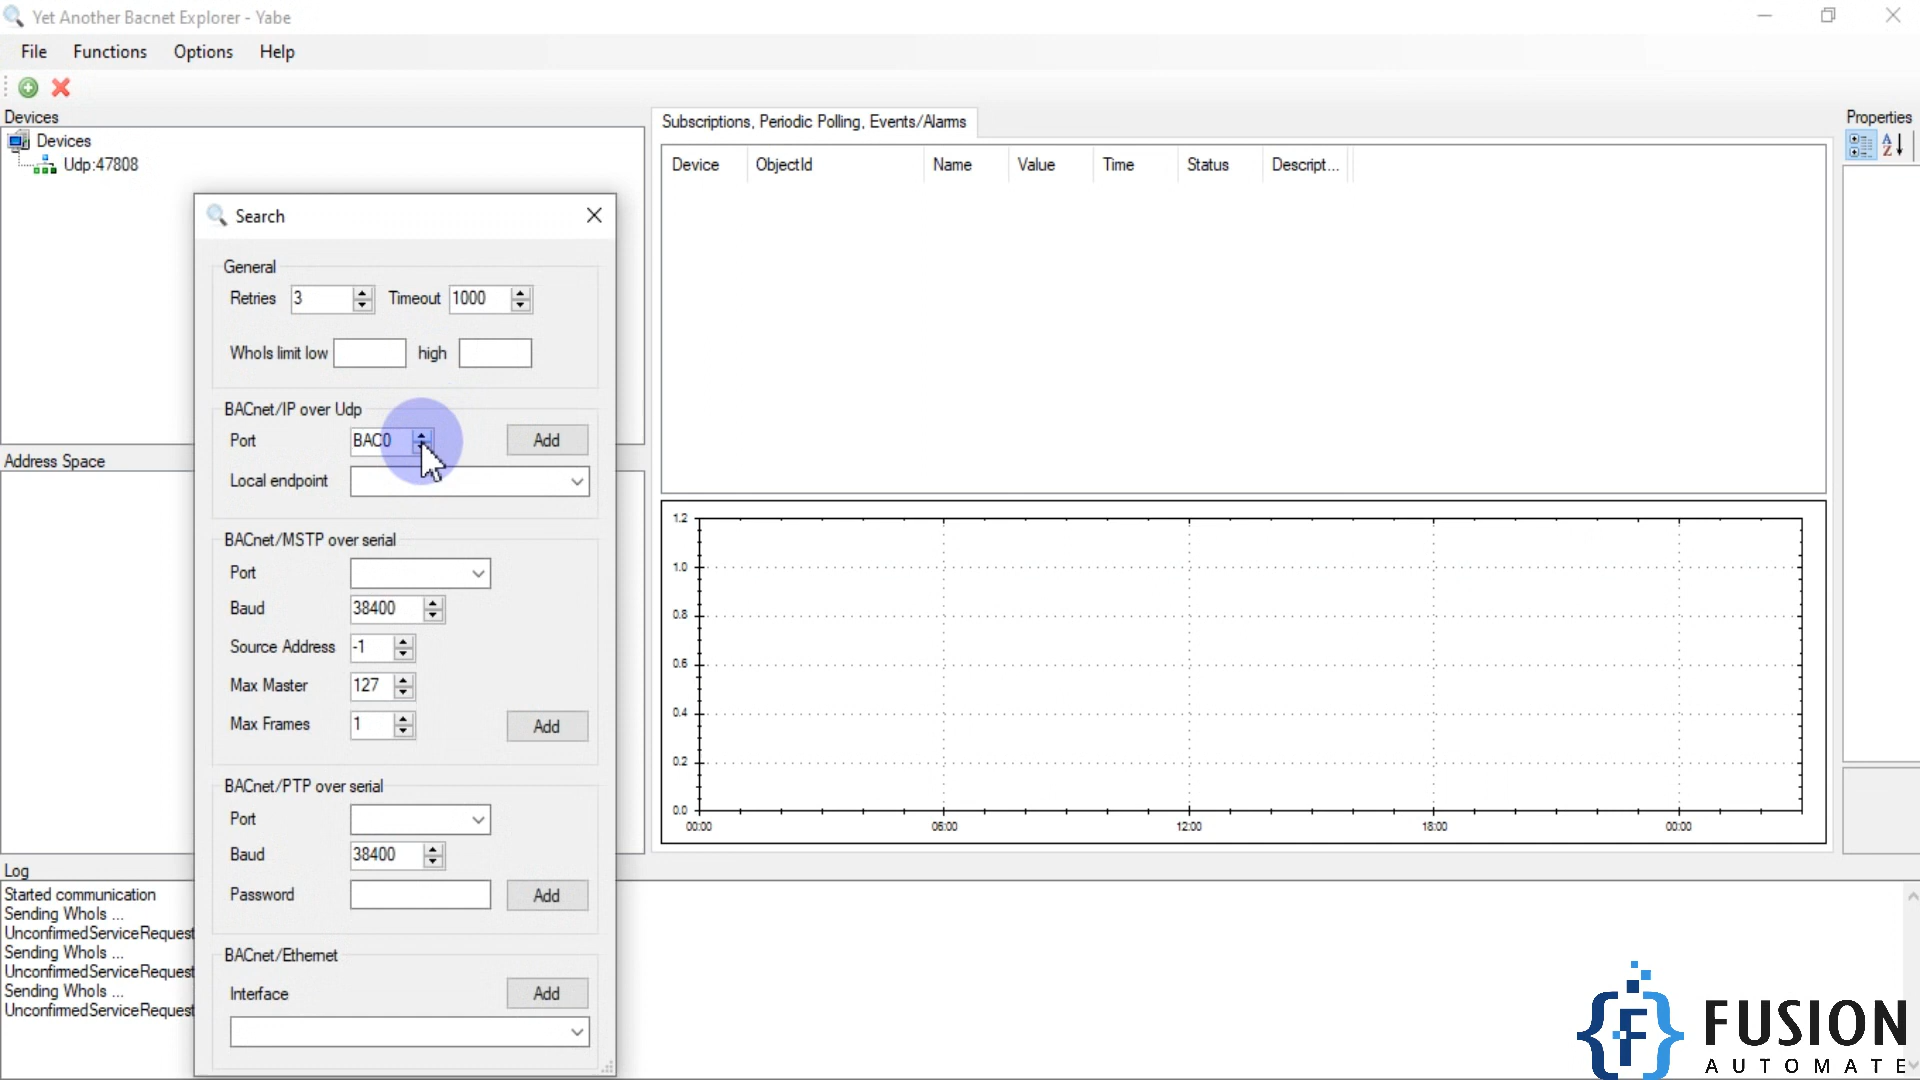 Yet Another Bacnet Explorer - Yabe
File Functions Options Help
Devices
Devices
Udp:47808
Search
General
Retries 3 Timeout 1000
WhoIs limit low high
BACnet/IP over Udp
Port BAC0 Add
Local endpoint
BACnet/MSTP over serial
Port
Baud 38400
Source Address -1
Max Master 127
Max Frames 1 Add
BACnet/PTP over serial
Port
Baud 38400
Password Add
BACnet/Ethernet
Interface Add
Address Space
Log
Started communication
Sending WhoIs ...
UnconfirmedServiceRequest
Sending WhoIs ...
UnconfirmedServiceRequest
Sending WhoIs ...
UnconfirmedServiceRequest
Subscriptions, Periodic Polling, Events/Alarms
Device ObjectId Name Value Time Status Descript...
1.2
1.0
0.8
0.6
0.4
0.2
0.0
00:00 06:00 12:00 18:00 00:00
Properties
A
Z
F
FUSION
AUTOMATE